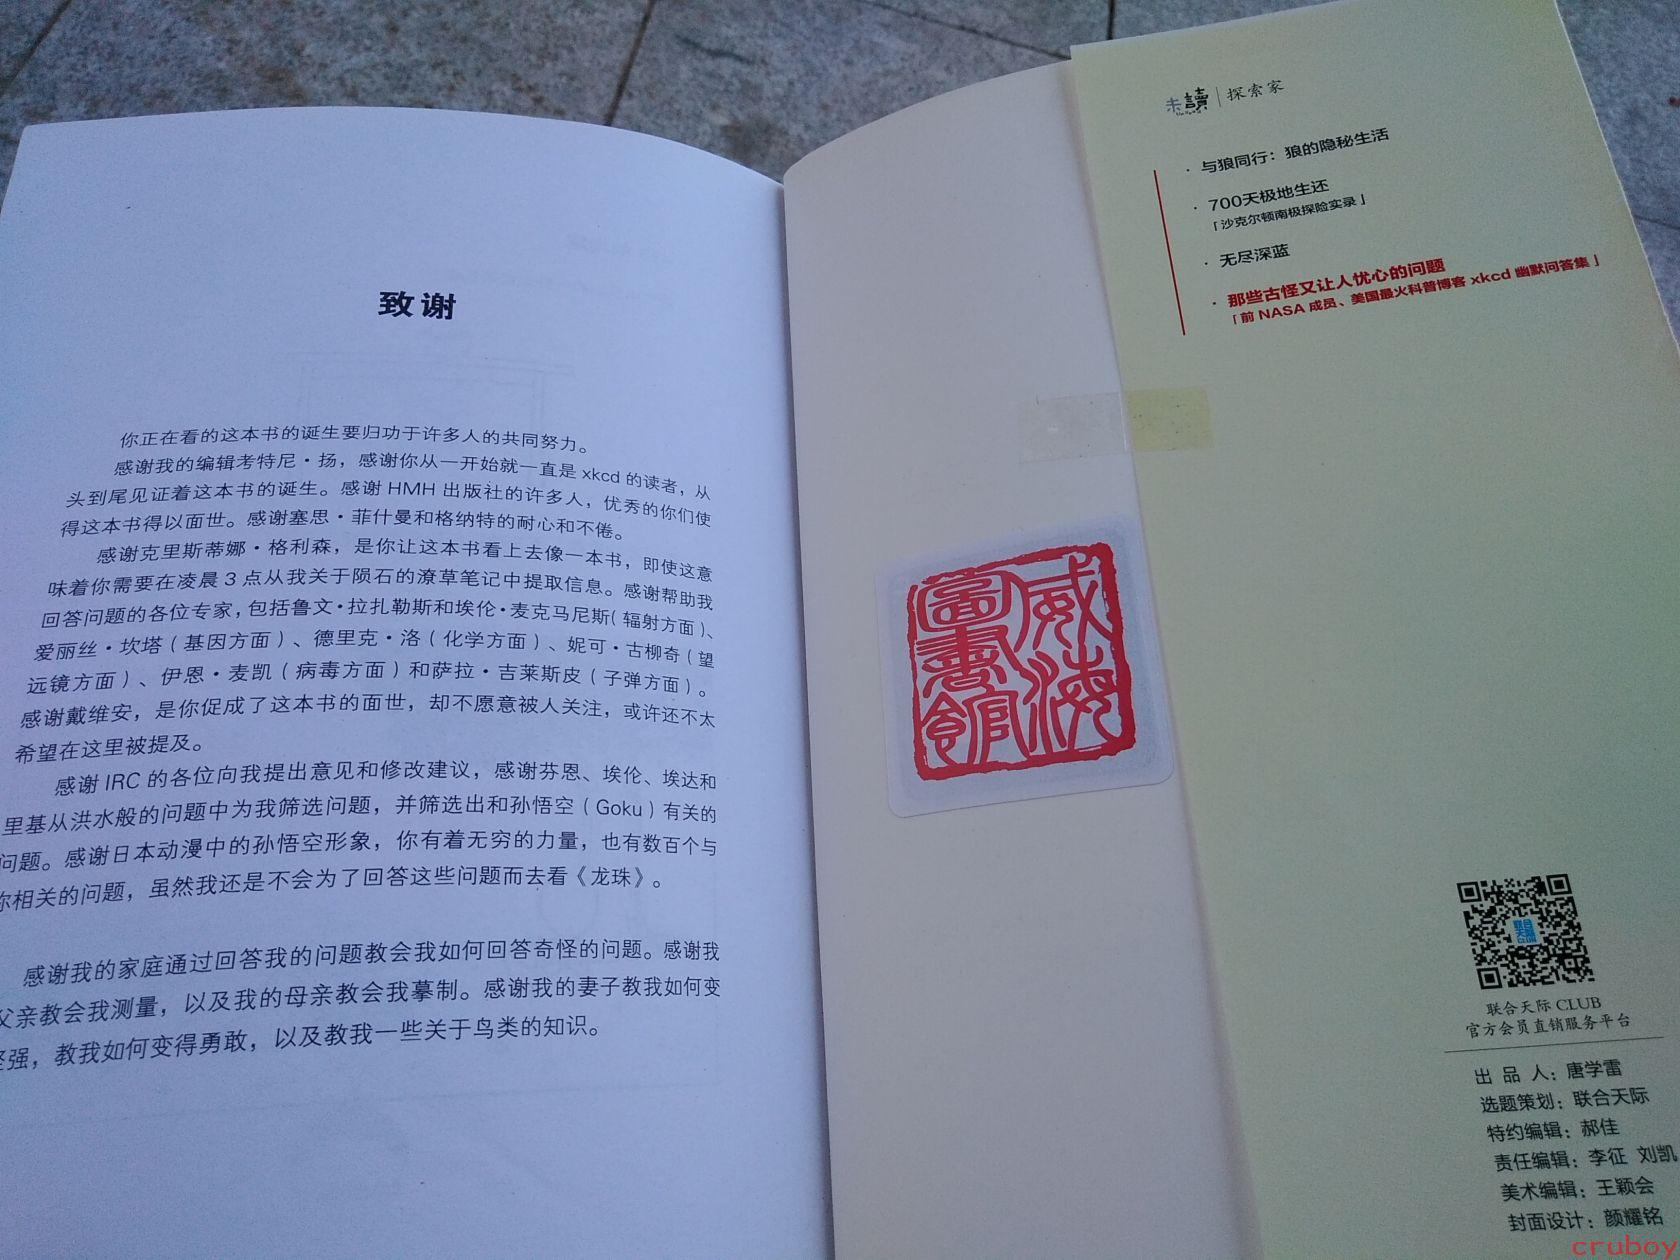 致谢
你正在看的这本书的诞生要归功于许多人的共同努力。
感谢我的编辑考特尼·扬，感谢你从一开始就一直是 xkcd 的读者，从
头到尾见证着这本书的诞生。感谢 HMH 出版社的许多人，优秀的你们使
得这本书得以面世。感谢塞思·菲什曼和格纳特的耐心和不倦。
感谢克里斯蒂娜·格利森，是你让这本书看上去像一本书，即使这意
味着你需要在凌晨 3 点从我关于陨石的潦草笔记中提取信息。感谢帮助我
回答问题的各位专家，包括鲁文·拉扎勒斯和埃伦·麦克马尼斯（辐射方面）、
爱丽丝·坎塔（基因方面）、德里克·洛（化学方面）、妮可·古柳奇（望
远镜方面）、伊恩·麦凯（病毒方面）和萨拉·吉莱斯皮（子弹方面）。
感谢戴维安，是你促成了这本书的面世，却不愿意被人关注，或许还不太
希望在这里被提及。
感谢 IRC 的各位向我提出意见和修改建议，感谢芬恩、埃伦、埃达和
里基从洪水般的问题中为我筛选问题，并筛选出和孙悟空（Goku）有关的
问题。感谢日本动漫中的孙悟空形象，你有着无穷的力量，也有数百个与
你相关的问题，虽然我还是不会为了回答这些问题而去看《龙珠》。
感谢我的家庭通过回答我的问题教会我如何回答奇怪的问题。感谢我
父亲教会我测量，以及我的母亲教会我摹制。感谢我的妻子教我如何变
坚强，教我如何变得勇敢，以及教我一些关于鸟类的知识。
威海
圖書館
未讀 | 探索家
· 与狼同行：狼的隐秘生活
· 700天极地生还
「沙克尔顿南极探险实录」
· 无尽深蓝
· 那些古怪又让人忧心的问题
「前 NASA 成员、美国最火科普博客 xkcd 幽默问答集」
联合天际 CLUB
官方会员直销服务平台
出 品 人：唐学雷
选题策划：联合天际
特约编辑：郝佳
责任编辑：李征 刘凯
美术编辑：王颖会
封面设计：颜耀铭
cruboy